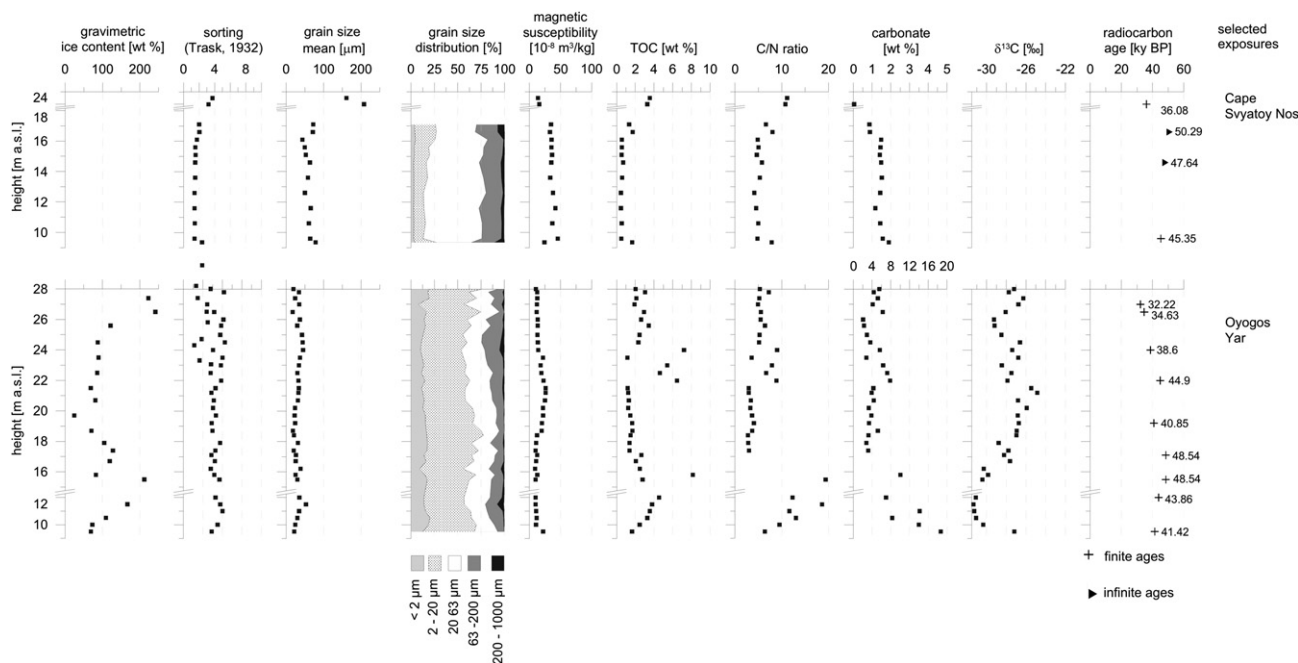 gravimetric
ice content [wt %]
sorting
(Trask, 1932)
grain size
mean [µm]
grain size
distribution [%]
magnetic
susceptibility
[10⁻⁸ m³/kg]
TOC [wt %]
C/N ratio
carbonate
[wt %]
δ¹³C [‰]
radiocarbon
age [ky BP]
selected
exposures
0 100 200
0 2 4 6 8 10
0 100 200
0 25 50 75 100
0 50 100
0 2 4 6 8 10
0 10 20
0 1 2 3 4 5
-30 -26 -22
0 20 40 60
height [m a.s.l.]
24
18
16
14
12
10
36.08
50.29
47.64
45.35
Cape
Svyatoy Nos
0 4 8 12 16 20
height [m a.s.l.]
28
26
24
22
20
18
16
12
10
32.22
34.63
38.6
44.9
40.85
48.54
48.54
43.86
41.42
Oyogos
Yar
< 2 µm
2 - 20 µm
20 63 µm
63 -200 µm
200 - 1000 µm
+ finite ages
▶ infinite ages